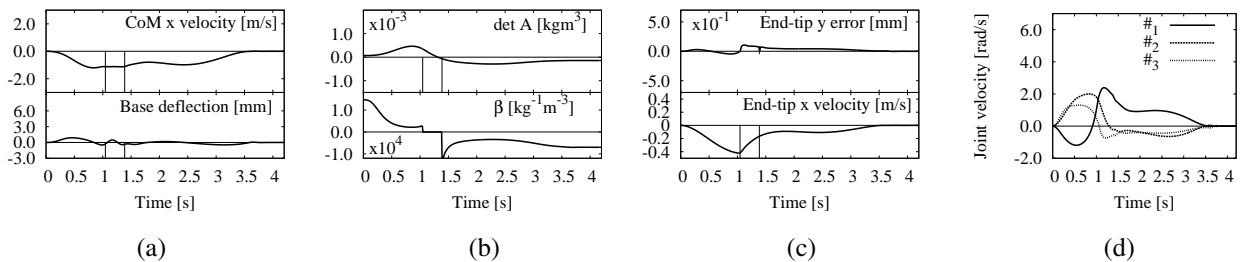 CoM x velocity [m/s]
0.0
-2.0
Base deflection [mm]
6.0
3.0
0.0
-3.0
0 0.5 1 1.5 2 2.5 3 3.5 4
Time [s]
(a)
x10-3
det A [kgm3]
1.0
0.0
-1.0
β [kg-1m-3]
1.0
0.0
-1.0
x104
0 0.5 1 1.5 2 2.5 3 3.5 4
Time [s]
(b)
x10-1
End-tip y error [mm]
5.0
0.0
-5.0
End-tip x velocity [m/s]
0.4
0.2
0
-0.2
-0.4
0 0.5 1 1.5 2 2.5 3 3.5 4
Time [s]
(c)
Joint velocity [rad/s]
6.0
4.0
2.0
0.0
-2.0
#1
#2
#3
0 0.5 1 1.5 2 2.5 3 3.5 4
Time [s]
(d)